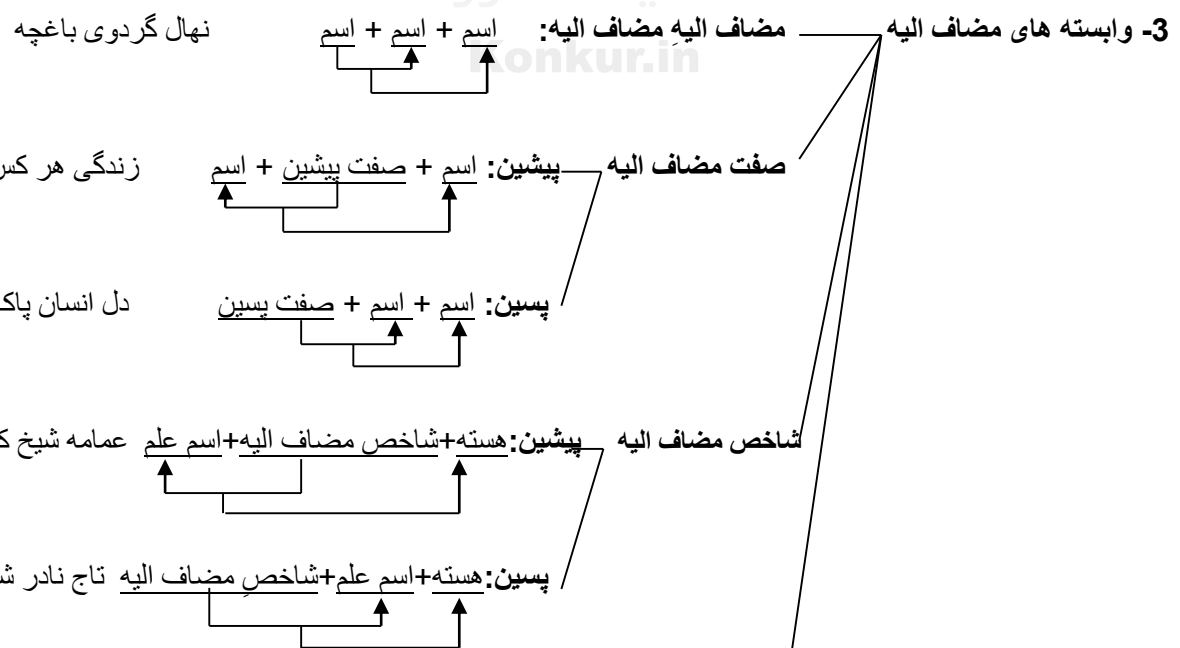 Konkur.in
3- وابسته های مضاف الیه مضاف الیهِ مضاف الیه: اسم + اسم + اسم نهال گردوی باغچه
صفت مضاف الیه پیشین: اسم + صفت پیشین + اسم زندگی هر کس
پسین: اسم + اسم + صفت پسین دل انسان پاک
شاخص مضاف الیه پیشین:هسته+شاخص مضاف الیه+اسم علم عمامه شیخ
پسین:هسته+اسم علم+شاخصِ مضاف الیه تاج نادر